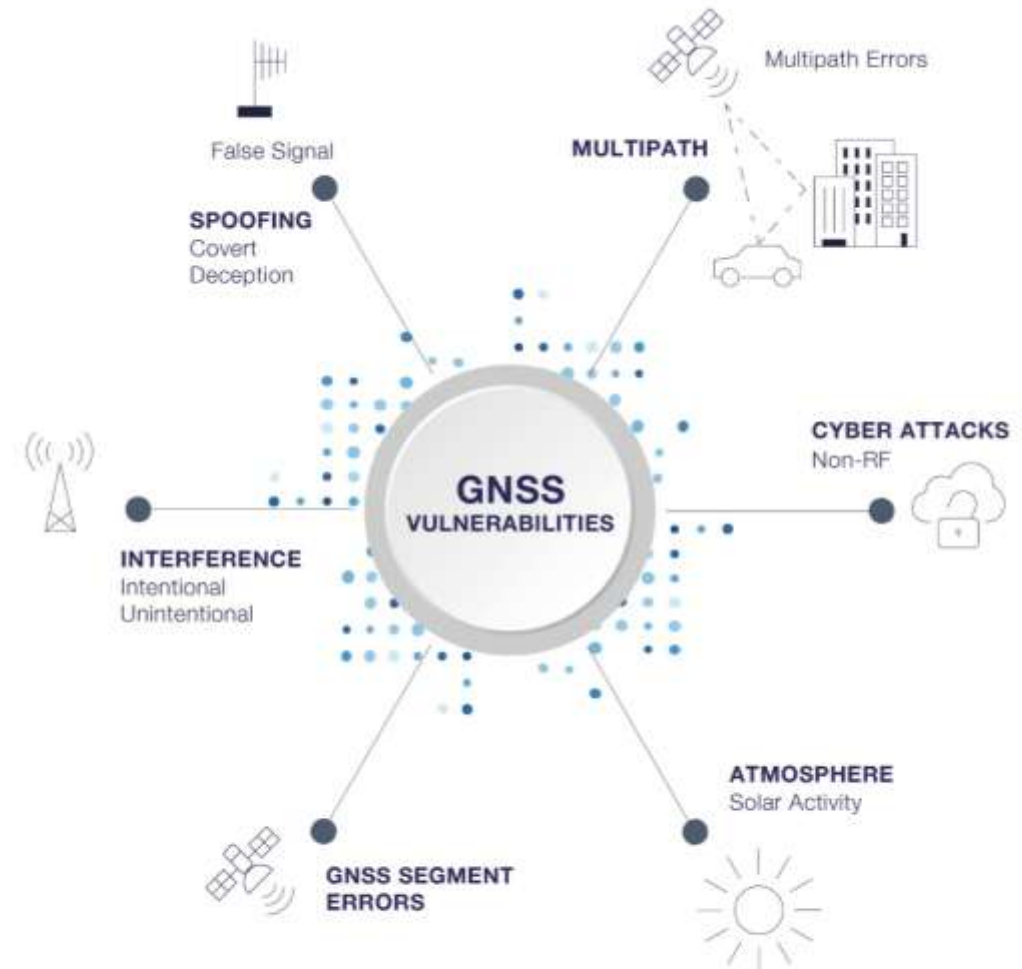 False Signal
SPOOFING
Covert
Deception
Multipath Errors
MULTIPATH
CYBER ATTACKS
Non-RF
GNSS
VULNERABILITIES
INTERFERENCE
Intentional
Unintentional
ATMOSPHERE
Solar Activity
GNSS SEGMENT
ERRORS